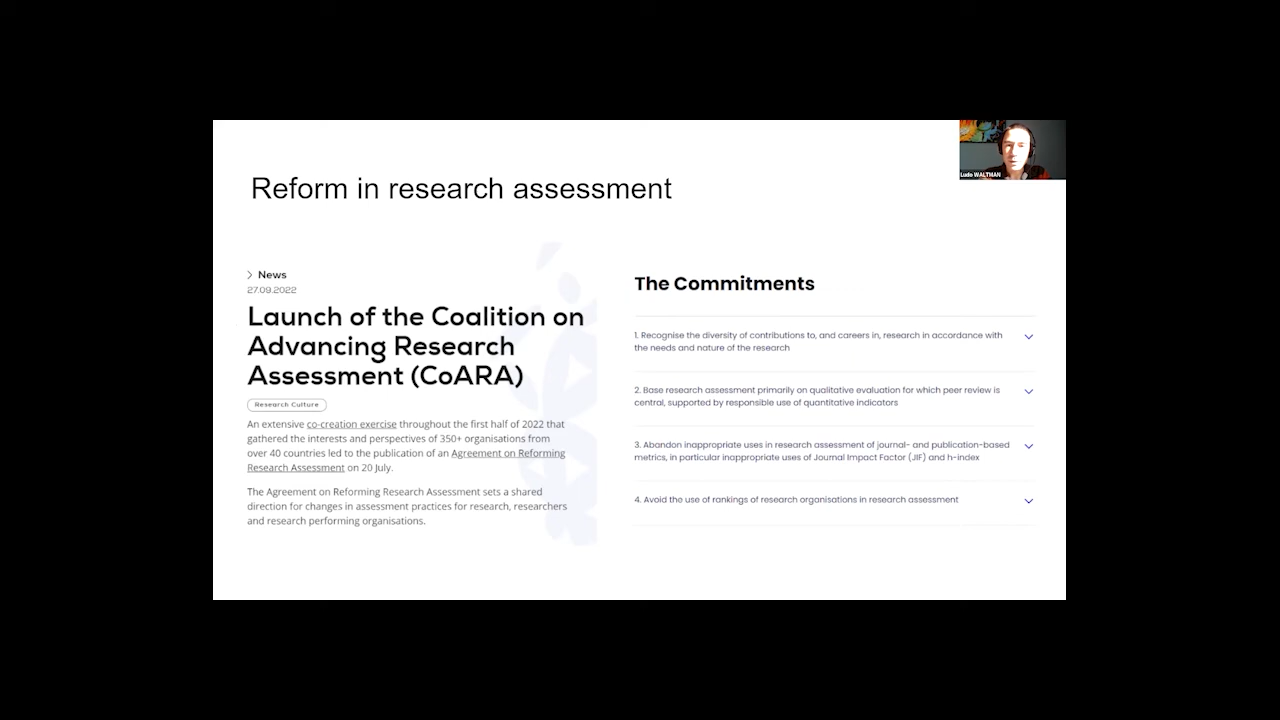 Ludo WALTMAN
Reform in research assessment
News
27.09.2022
Launch of the Coalition on
Advancing Research
Assessment (CoARA)
Research Culture
An extensive co-creation exercise throughout the first half of 2022 that
gathered the interests and perspectives of 350+ organisations from
over 40 countries led to the publication of an Agreement on Reforming
Research Assessment on 20 July.
The Agreement on Reforming Research Assessment sets a shared
direction for changes in assessment practices for research, researchers
and research performing organisations.
The Commitments
1. Recognise the diversity of contributions to, and careers in, research in accordance with
the needs and nature of the research
2. Base research assessment primarily on qualitative evaluation for which peer review is
central, supported by responsible use of quantitative indicators
3. Abandon inappropriate uses in research assessment of journal- and publication-based
metrics, in particular inappropriate uses of Journal Impact Factor (JIF) and h-index
4. Avoid the use of rankings of research organisations in research assessment